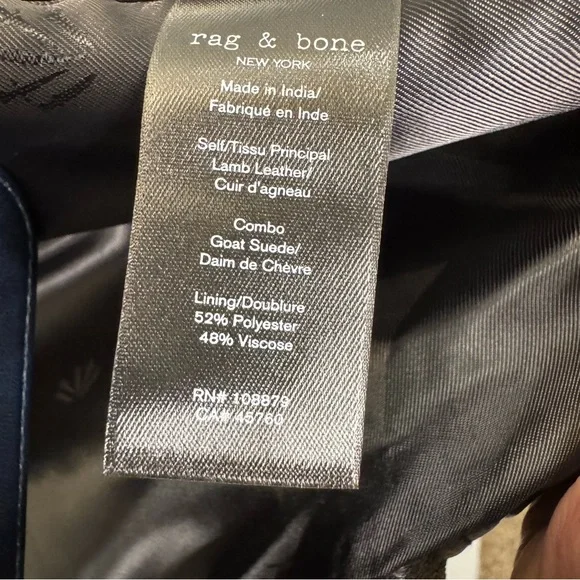 rag & bone
NEW YORK
Made in India/
Fabriqué en Inde
Self/Tissu Principal
Lamb Leather/
Cuir d'agneau
Combo
Goat Suede/
Daim de Chèvre
Lining/Doublure
52% Polyester
48% Viscose
RN# 108879
CA# 45760